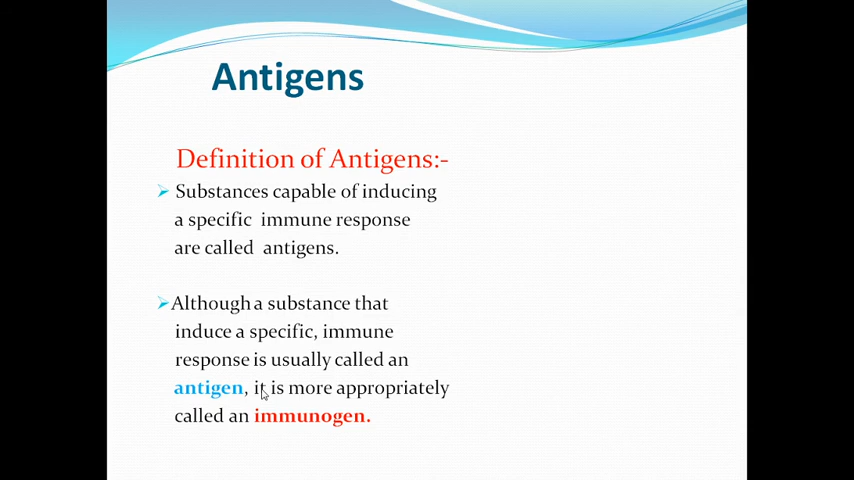 Antigens
Definition of Antigens:-
Substances capable of inducing
a specific immune response
are called antigens.
Although a substance that
induce a specific, immune
response is usually called an
antigen, it is more appropriately
called an immunogen.